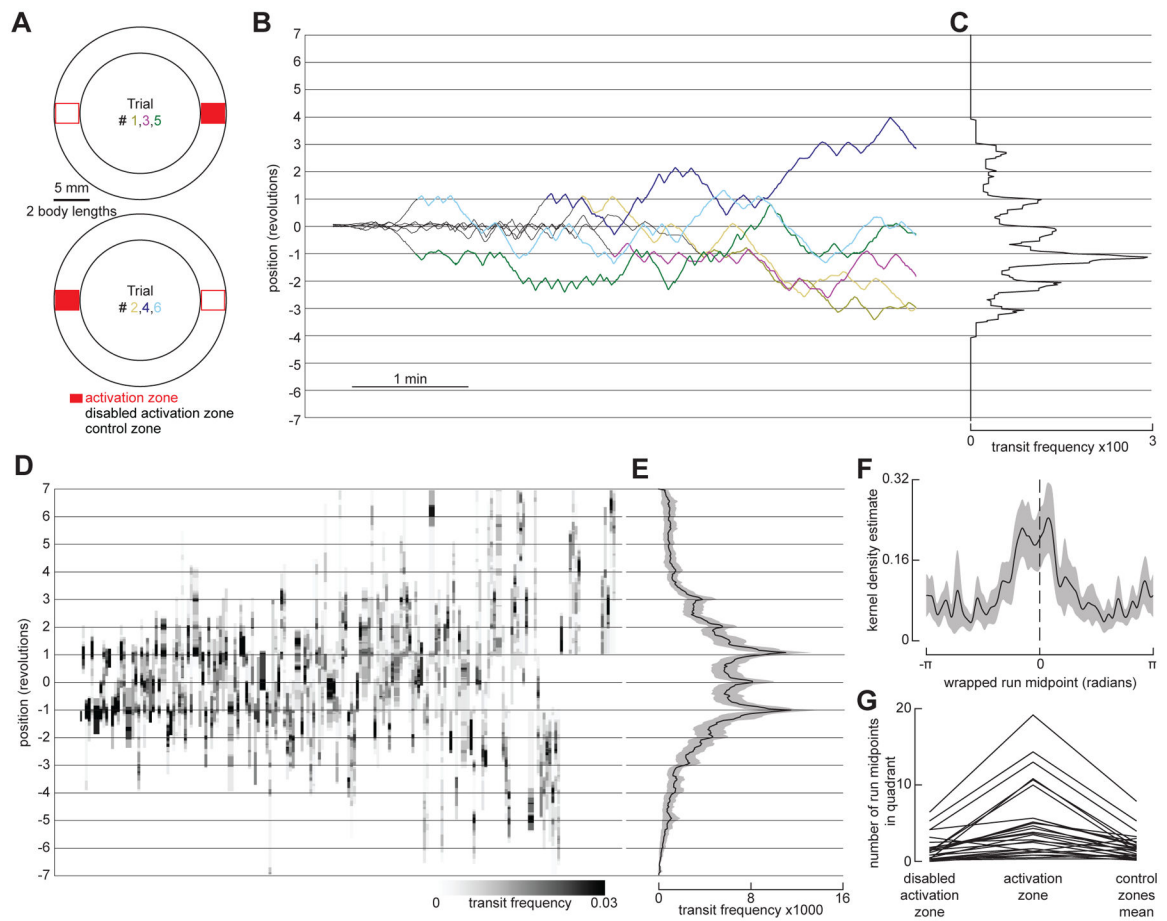 A
Trial
# 1,3,5
5 mm
2 body lengths
Trial
# 2,4,6
activation zone
disabled activation zone
control zone
B
7
6
5
4
3
2
1
0
-1
-2
-3
-4
-5
-6
-7
position (revolutions)
1 min
C
0
3
transit frequency x100
D
7
6
5
4
3
2
1
0
-1
-2
-3
-4
-5
-6
-7
position (revolutions)
0
transit frequency
0.03
E
0
8
16
transit frequency x1000
F
0.32
0.16
0
kernel density estimate
-π
0
π
wrapped run midpoint (radians)
G
20
10
0
number of run midpoints
in quadrant
disabled
activation
zone
activation
zone
control
zones
mean